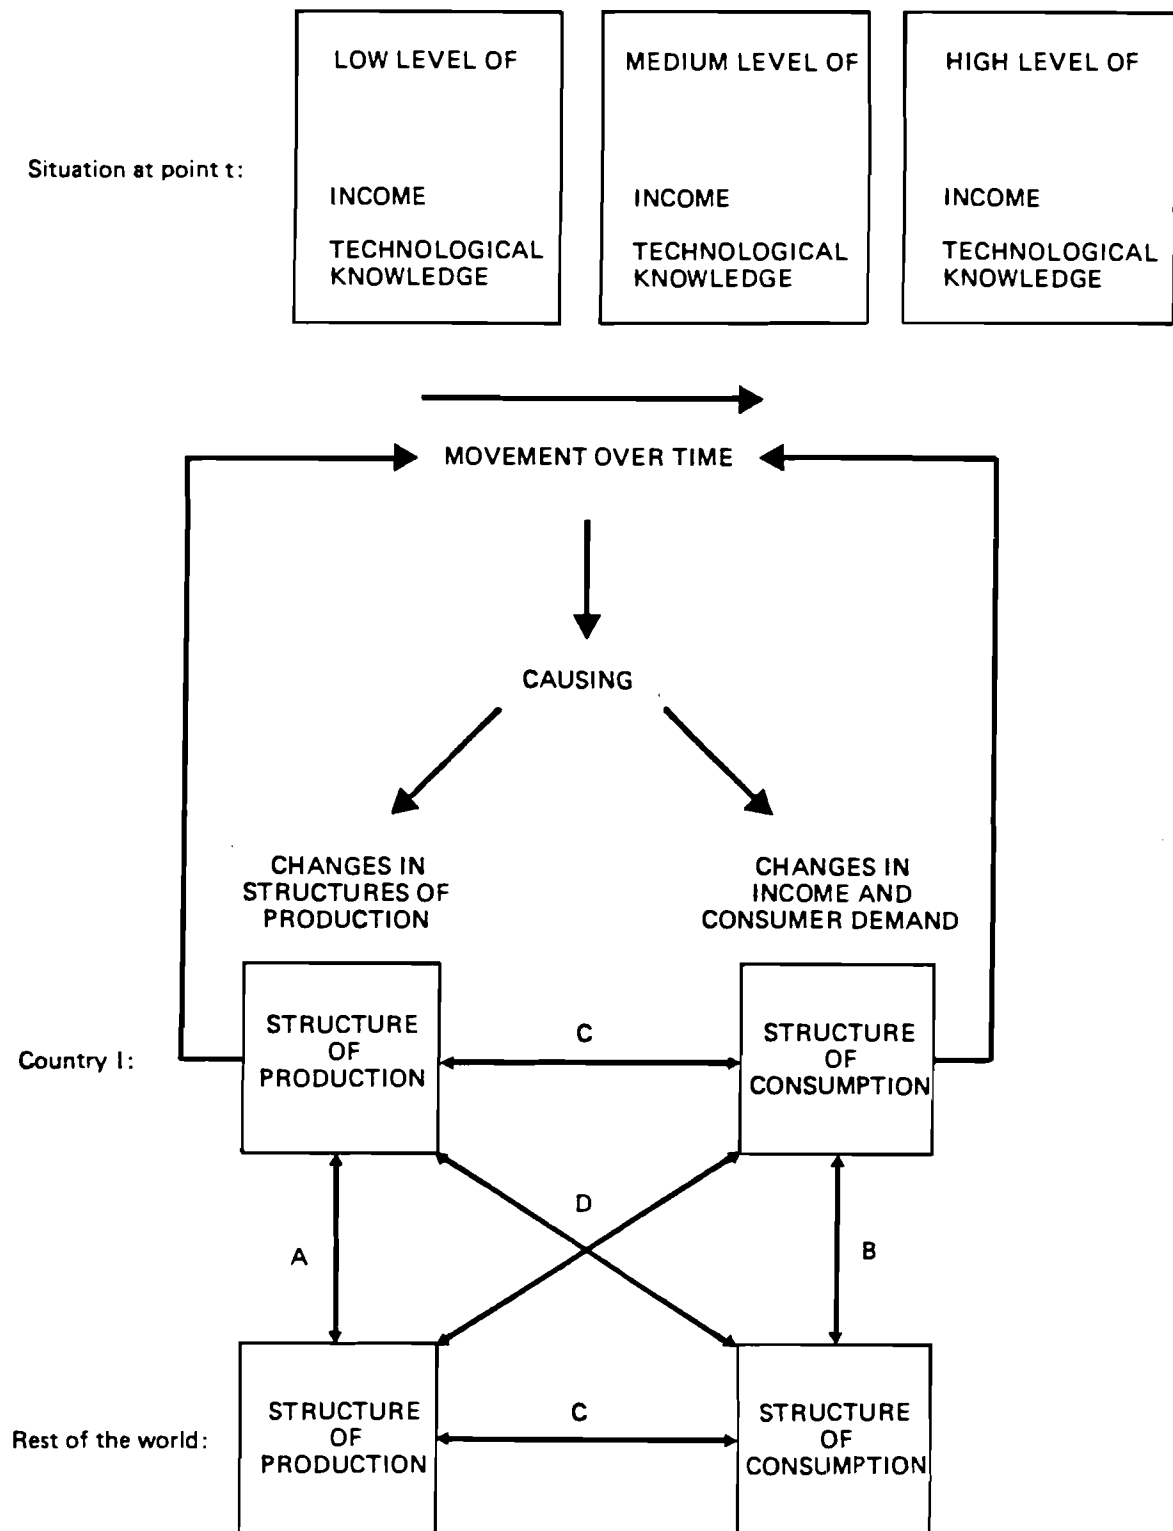 LOW LEVEL OF
MEDIUM LEVEL OF
HIGH LEVEL OF
Situation at point t:
INCOME
TECHNOLOGICAL
KNOWLEDGE
INCOME
TECHNOLOGICAL
KNOWLEDGE
INCOME
TECHNOLOGICAL
KNOWLEDGE
MOVEMENT OVER TIME
CAUSING
CHANGES IN
STRUCTURES OF
PRODUCTION
CHANGES IN
INCOME AND
CONSUMER DEMAND
Country I:
STRUCTURE
OF
PRODUCTION
C
STRUCTURE
OF
CONSUMPTION
A
D
B
Rest of the world:
STRUCTURE
OF
PRODUCTION
C
STRUCTURE
OF
CONSUMPTION